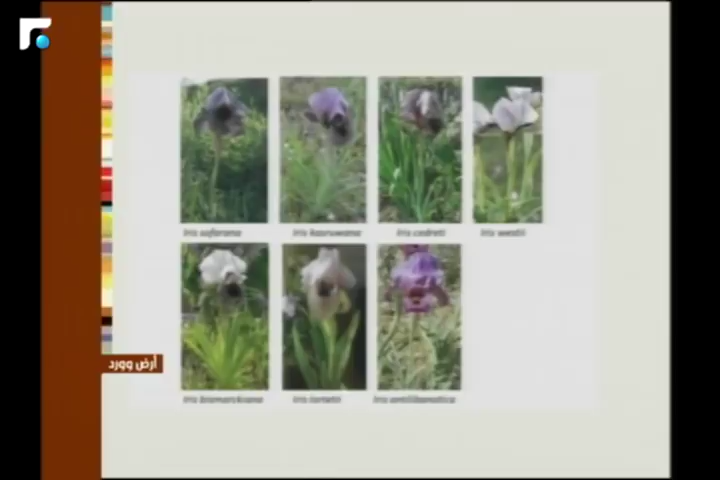 Iris sofarana Iris kasruwana Iris cedreti Iris westii
Iris bismarckiana Iris lortetii Iris antilibanotica
أرض وورد